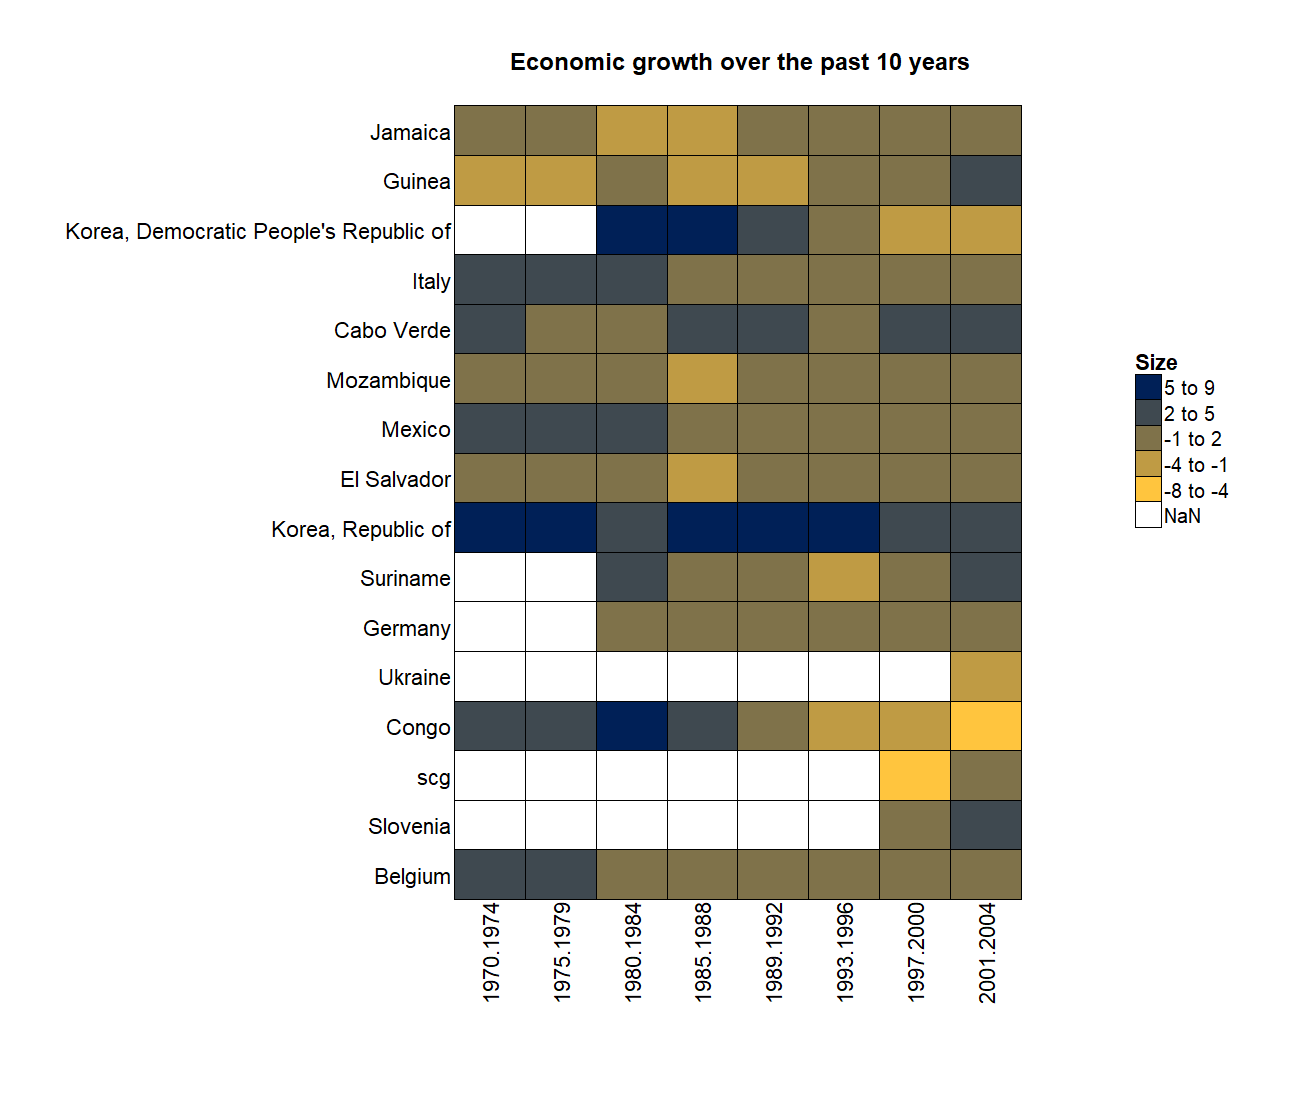 Economic growth over the past 10 years
Jamaica
Guinea
Korea, Democratic People's Republic of
Italy
Cabo Verde
Mozambique
Mexico
El Salvador
Korea, Republic of
Suriname
Germany
Ukraine
Congo
scg
Slovenia
Belgium
1970.1974
1975.1979
1980.1984
1985.1988
1989.1992
1993.1996
1997.2000
2001.2004
Size
5 to 9
2 to 5
-1 to 2
-4 to -1
-8 to -4
NaN